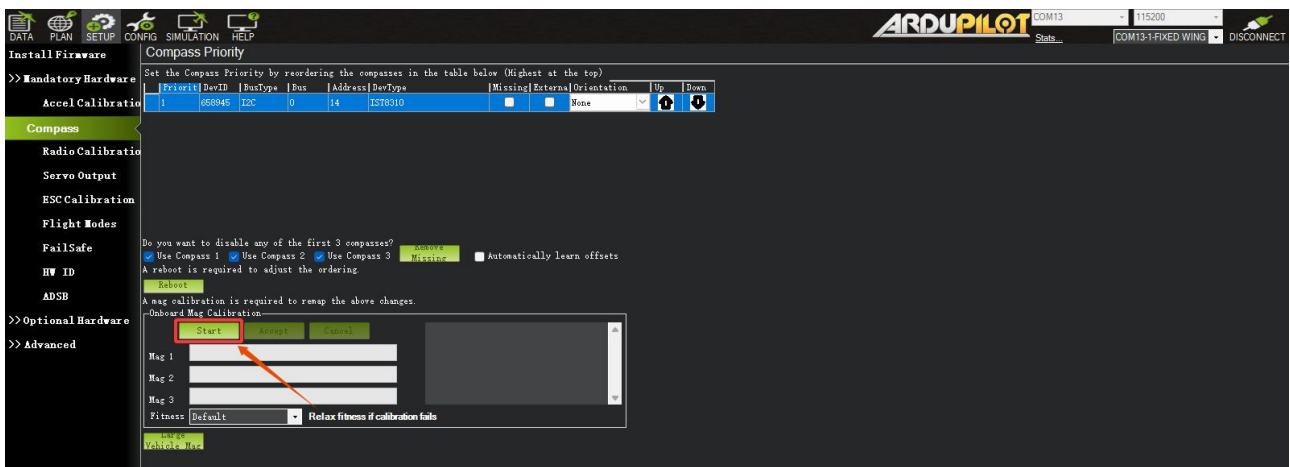 DATA PLAN SETUP CONFIG SIMULATION HELP
ARDUPILOT
COM13 115200
Stats... COM13-1-FIXED WING DISCONNECT
Install Firmware
>> Mandatory Hardware
Accel Calibratio
Compass
Radio Calibratio
Servo Output
ESC Calibration
Flight Modes
FailSafe
HW ID
ADSB
>> Optional Hardware
>> Advanced
Compass Priority
Set the Compass Priority by reordering the compasses in the table below (Highest at the top)
Priorit DevID BusType Bus Address DevType Missing Externa Orientation Up Down
1 658945 I2C 0 14 IST8310 None
Do you want to disable any of the first 3 compasses?
Use Compass 1 Use Compass 2 Use Compass 3 Remove Missing Automatically learn offsets
A reboot is required to adjust the ordering.
Reboot
A mag calibration is required to remap the above changes.
Onboard Mag Calibration
Start Accept Cancel
Mag 1
Mag 2
Mag 3
Fitness Default Relax fitness if calibration fails
Large
Vehicle Mag